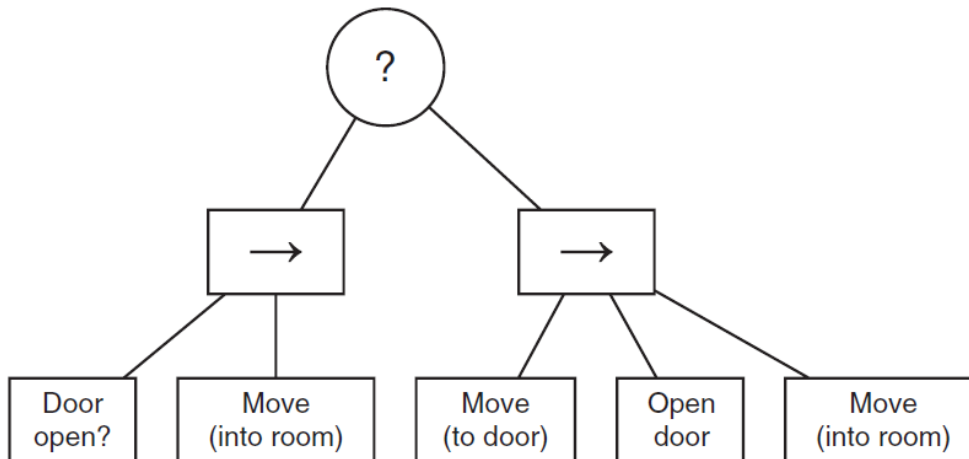 ?
→
→
Door
open?
Move
(into room)
Move
(to door)
Open
door
Move
(into room)